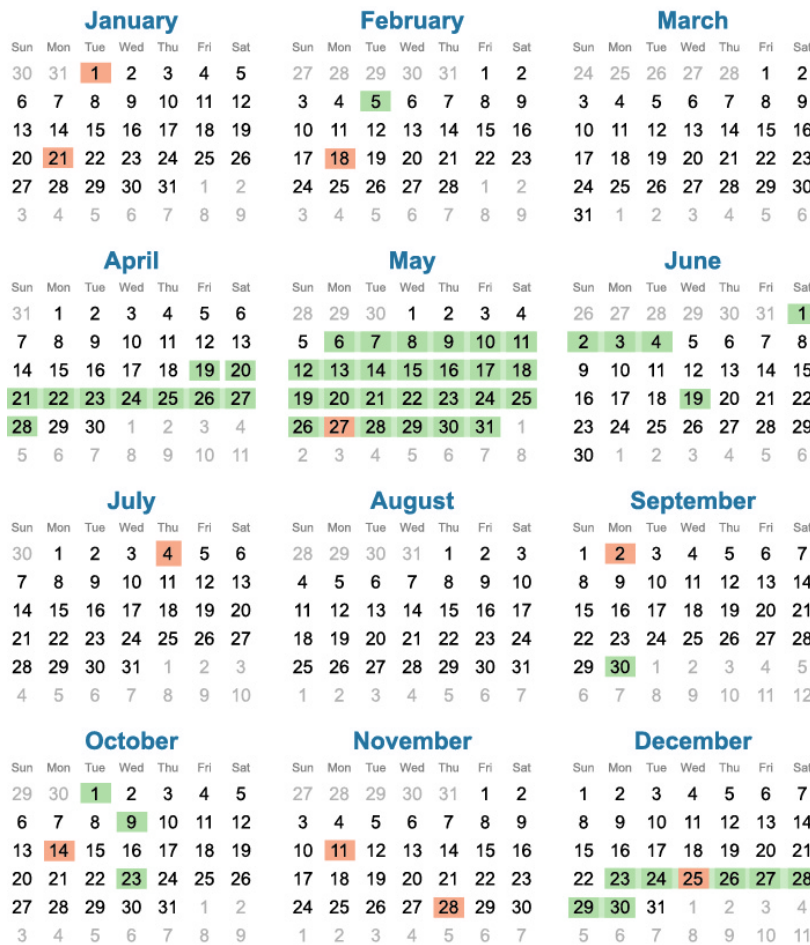 January February March
Sun Mon Tue Wed Thu Fri Sat Sun Mon Tue Wed Thu Fri Sat Sun Mon Tue Wed Thu Fri Sat
30 31 1 2 3 4 5 27 28 29 30 31 1 2 24 25 26 27 28 1 2
6 7 8 9 10 11 12 3 4 5 6 7 8 9 3 4 5 6 7 8 9
13 14 15 16 17 18 19 10 11 12 13 14 15 16 10 11 12 13 14 15 16
20 21 22 23 24 25 26 17 18 19 20 21 22 23 17 18 19 20 21 22 23
27 28 29 30 31 1 2 24 25 26 27 28 1 2 24 25 26 27 28 29 30
3 4 5 6 7 8 9 3 4 5 6 7 8 9 31 1 2 3 4 5 6
April May June
Sun Mon Tue Wed Thu Fri Sat Sun Mon Tue Wed Thu Fri Sat Sun Mon Tue Wed Thu Fri Sat
31 1 2 3 4 5 6 28 29 30 1 2 3 4 26 27 28 29 30 31 1
7 8 9 10 11 12 13 5 6 7 8 9 10 11 2 3 4 5 6 7 8
14 15 16 17 18 19 20 12 13 14 15 16 17 18 9 10 11 12 13 14 15
21 22 23 24 25 26 27 19 20 21 22 23 24 25 16 17 18 19 20 21 22
28 29 30 1 2 3 4 26 27 28 29 30 31 1 23 24 25 26 27 28 29
5 6 7 8 9 10 11 2 3 4 5 6 7 8 30 1 2 3 4 5 6
July August September
Sun Mon Tue Wed Thu Fri Sat Sun Mon Tue Wed Thu Fri Sat Sun Mon Tue Wed Thu Fri Sat
30 1 2 3 4 5 6 28 29 30 31 1 2 3 1 2 3 4 5 6 7
7 8 9 10 11 12 13 4 5 6 7 8 9 10 8 9 10 11 12 13 14
14 15 16 17 18 19 20 11 12 13 14 15 16 17 15 16 17 18 19 20 21
21 22 23 24 25 26 27 18 19 20 21 22 23 24 22 23 24 25 26 27 28
28 29 30 31 1 2 3 25 26 27 28 29 30 31 29 30 1 2 3 4 5
4 5 6 7 8 9 10 1 2 3 4 5 6 7 6 7 8 9 10 11 12
October November December
Sun Mon Tue Wed Thu Fri Sat Sun Mon Tue Wed Thu Fri Sat Sun Mon Tue Wed Thu Fri Sat
29 30 1 2 3 4 5 27 28 29 30 31 1 2 1 2 3 4 5 6 7
6 7 8 9 10 11 12 3 4 5 6 7 8 9 8 9 10 11 12 13 14
13 14 15 16 17 18 19 10 11 12 13 14 15 16 15 16 17 18 19 20 21
20 21 22 23 24 25 26 17 18 19 20 21 22 23 22 23 24 25 26 27 28
27 28 29 30 31 1 2 24 25 26 27 28 29 30 29 30 31 1 2 3 4
3 4 5 6 7 8 9 1 2 3 4 5 6 7 5 6 7 8 9 10 11